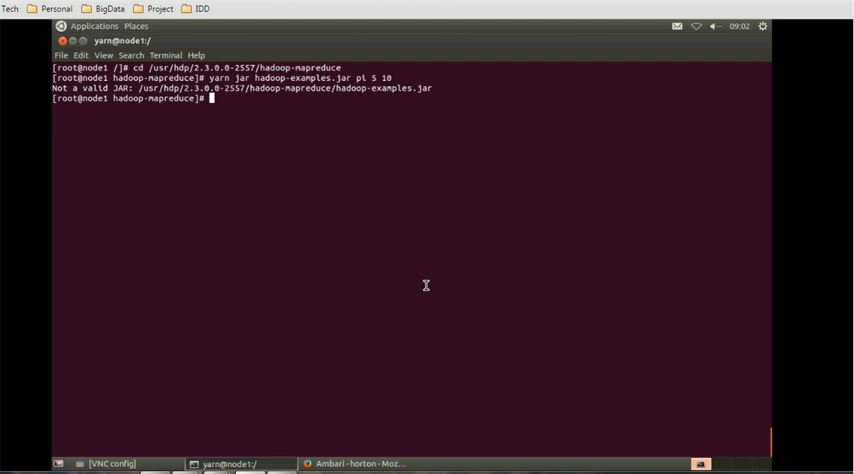 Tech Personal BigData Project IDD
Applications Places 09:02
yarn@node1:/
File Edit View Search Terminal Help
[root@node1 /]# cd /usr/hdp/2.3.0.0-2557/hadoop-mapreduce
[root@node1 hadoop-mapreduce]# yarn jar hadoop-examples.jar pi 5 10
Not a valid JAR: /usr/hdp/2.3.0.0-2557/hadoop-mapreduce/hadoop-examples.jar
[root@node1 hadoop-mapreduce]#
[VNC config] yarn@node1:/ Ambari - horton - Moz...